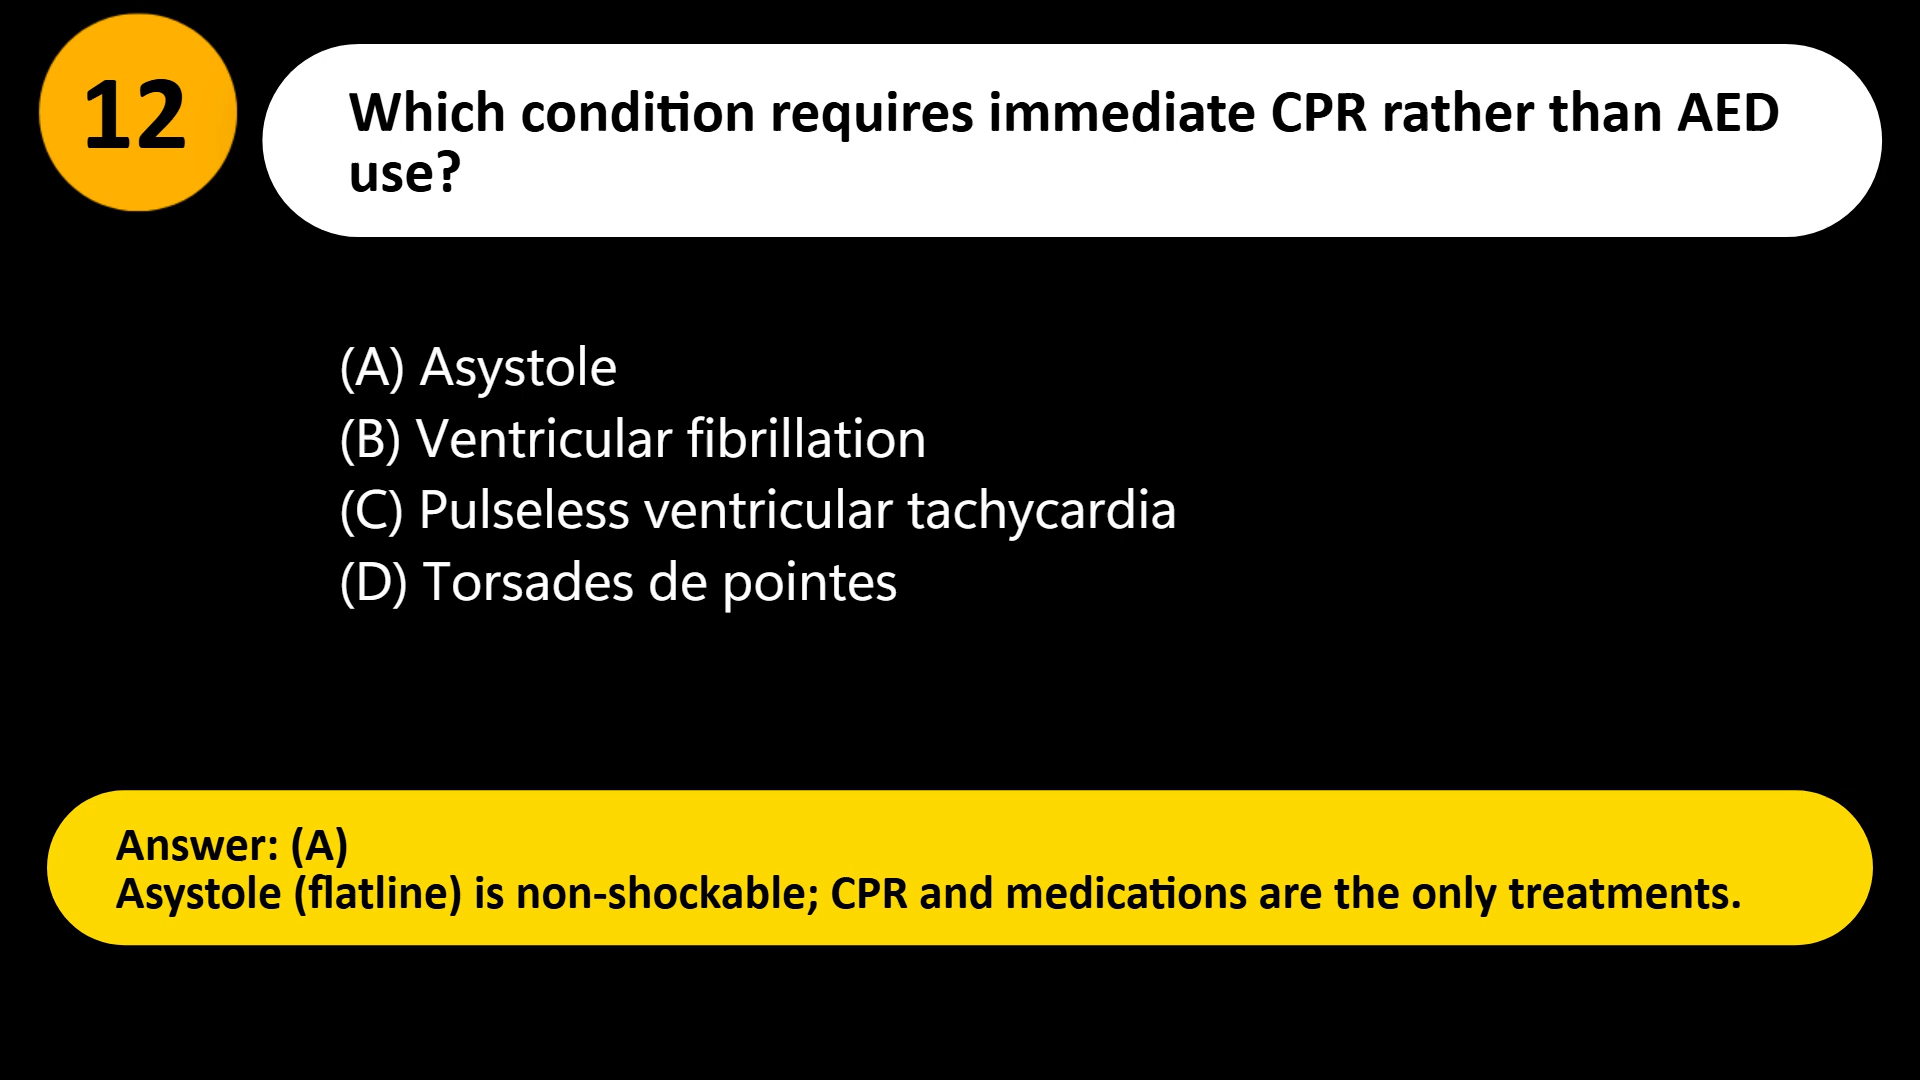 12
Which condition requires immediate CPR rather than AED
use?
(A) Asystole
(B) Ventricular fibrillation
(C) Pulseless ventricular tachycardia
(D) Torsades de pointes
Answer: (A)
Asystole (flatline) is non-shockable; CPR and medications are the only treatments.